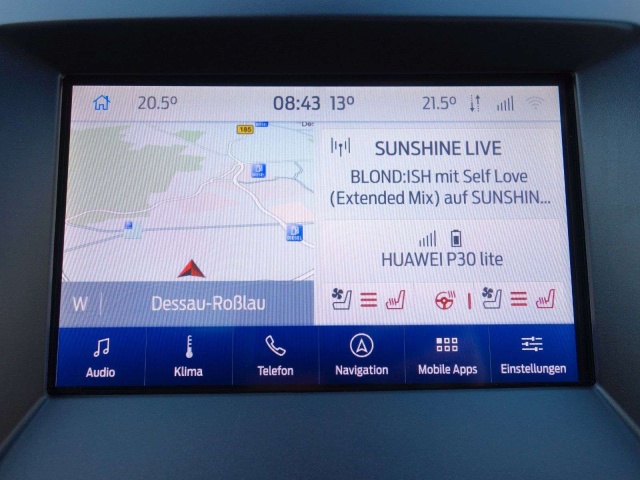 20.5° 08:43 13° 21.5°
185
SUNSHINE LIVE
BLOND:ISH mit Self Love
(Extended Mix) auf SUNSHIN...
DIESEL
HUAWEI P30 lite
W Dessau-Roßlau
Audio Klima Telefon Navigation Mobile Apps Einstellungen